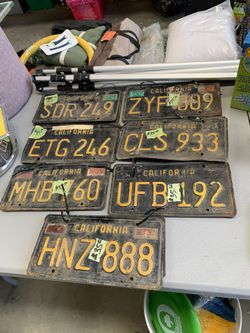 CALIFORNIA
SDR 249
CALIFORNIA
ZYF 889
CALIFORNIA
ETG 246
CALIFORNIA
CLS 933
CALIFORNIA
MHB 760
CALIFORNIA
UFB 192
CALIFORNIA
HNZ 888